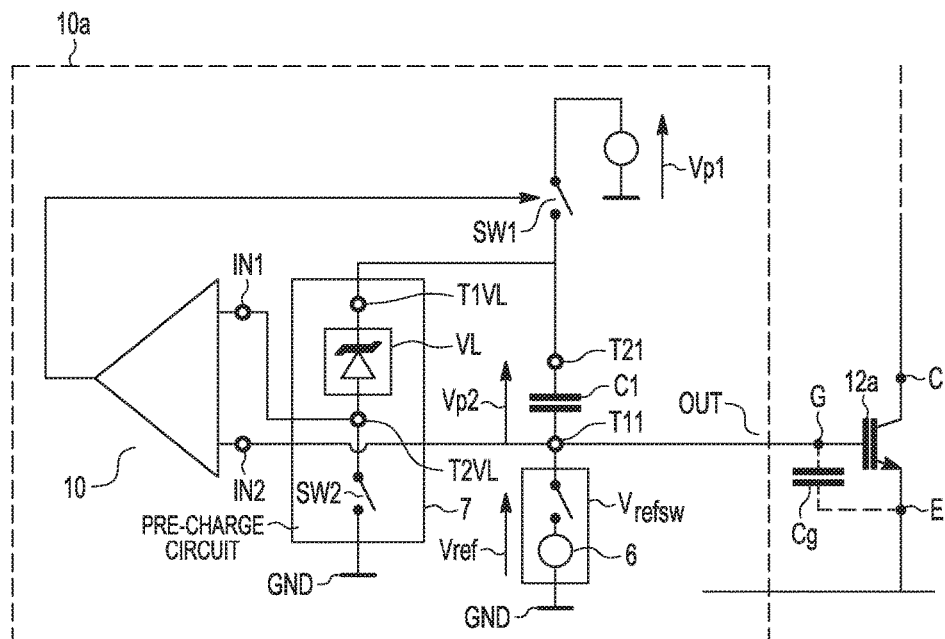 10a
Vp1
SW1
IN1
T1VL
VL
T21
C1
12a
C
Vp2
OUT
G
T11
10
IN2
T2VL
SW2
7
Vrefsw
Cg
E
PRE-CHARGE
CIRCUIT
Vref
6
GND
GND